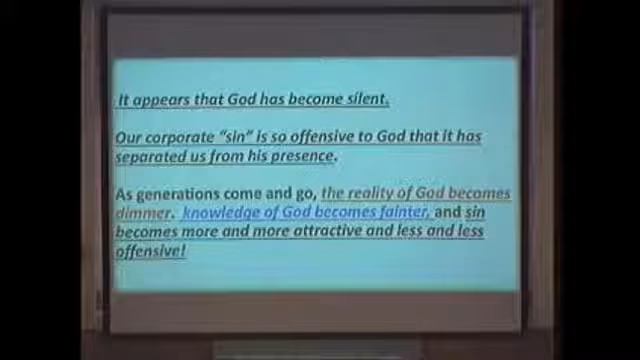 It appears that God has become silent.
Our corporate "sin" is so offensive to God that it has
separated us from his presence.
As generations come and go, the reality of God becomes
dimmer. knowledge of God becomes fainter, and sin
becomes more and more attractive and less and less
offensive!